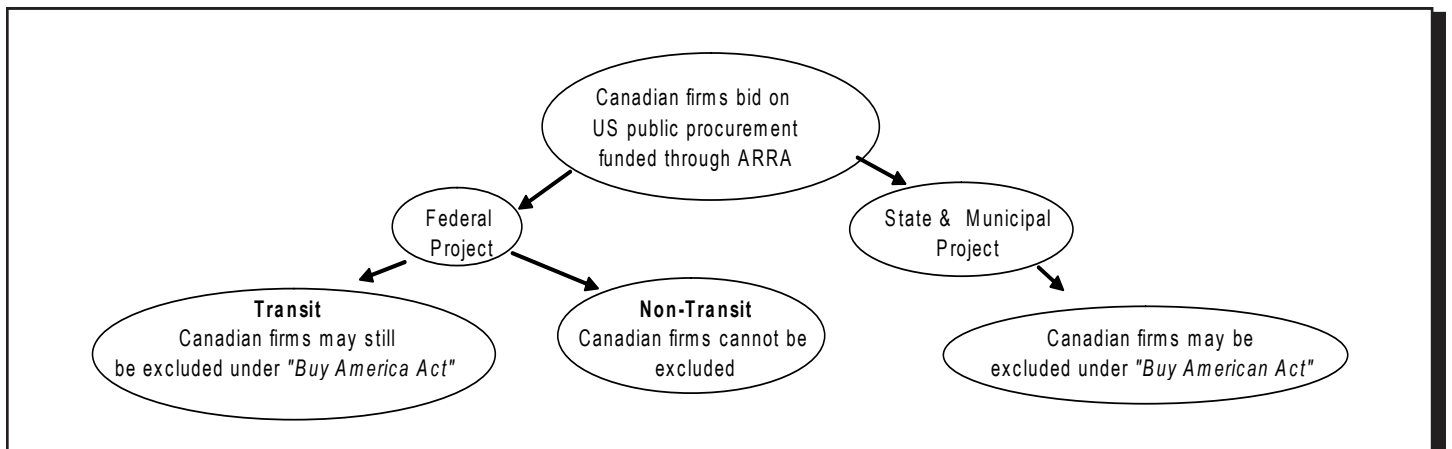 Canadian firms bid on
US public procurement
funded through ARRA
Federal
Project
State & Municipal
Project
Transit
Canadian firms may still
be excluded under "Buy America Act"
Non-Transit
Canadian firms cannot be
excluded
Canadian firms may be
excluded under "Buy American Act"